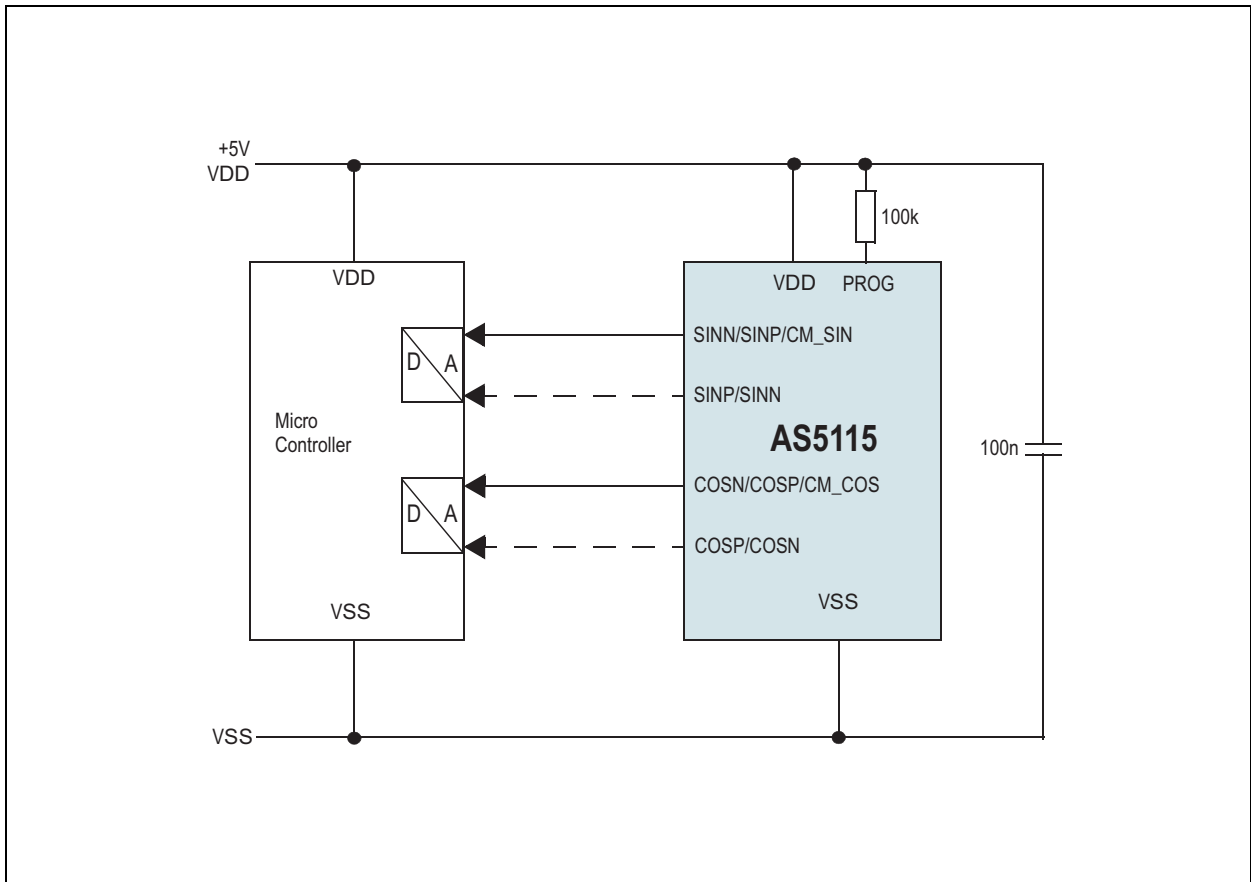 +5V
VDD
100k
VDD
VDD PROG
SINN/SINP/CM_SIN
D A
SINP/SINN
Micro
Controller
AS5115
100n
COSN/COSP/CM_COS
D A
COSP/COSN
VSS
VSS
VSS